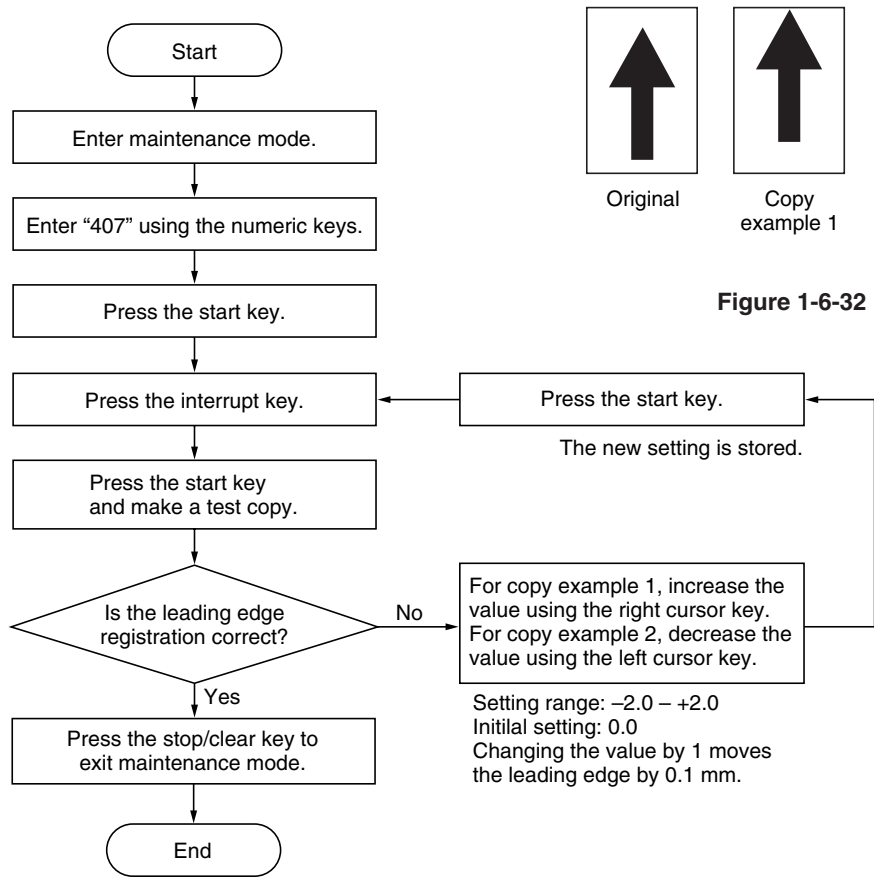 Start
Enter maintenance mode.
Enter “407” using the numeric keys.
Press the start key.
Press the interrupt key.
Press the start key
and make a test copy.
Is the leading edge
registration correct?
No
Yes
Press the stop/clear key to
exit maintenance mode.
End
Original
Copy
example 1
Figure 1-6-32
Press the start key.
The new setting is stored.
For copy example 1, increase the
value using the right cursor key.
For copy example 2, decrease the
value using the left cursor key.
Setting range: –2.0 – +2.0
Initilal setting: 0.0
Changing the value by 1 moves
the leading edge by 0.1 mm.